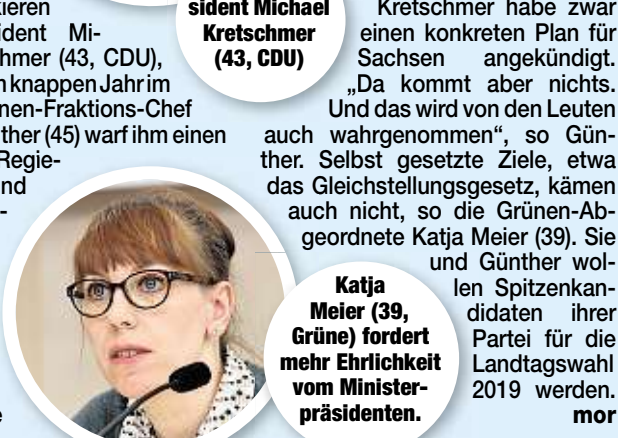 kieren
sident Mi-
hmer (43, CDU),
m knappen Jahr im
nen-Fraktions-Chef
ther (45) warf ihm einen
Regie-
nd
-
e
sident Michael
Kretschmer
(43, CDU)
Kretschmer habe zwar
einen konkreten Plan für
Sachsen angekündigt.
„Da kommt aber nichts.
Und das wird von den Leuten
auch wahrgenommen“, so Gün-
ther. Selbst gesetzte Ziele, etwa
das Gleichstellungsgesetz, kämen
auch nicht, so die Grünen-Ab-
geordnete Katja Meier (39). Sie
und Günther wol-
len Spitzenkan-
didaten ihrer
Partei für die
Landtagswahl
2019 werden.
mor
Katja
Meier (39,
Grüne) fordert
mehr Ehrlichkeit
vom Minister-
präsidenten.